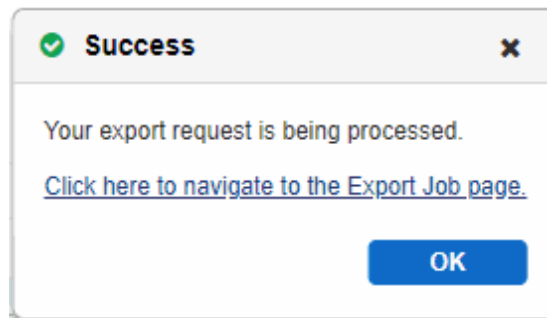 Success
Your export request is being processed.
Click here to navigate to the Export Job page.
OK